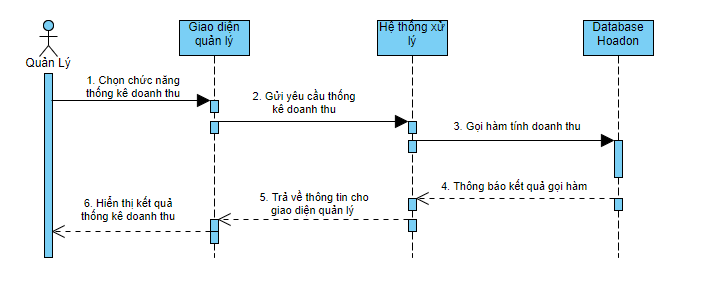 Quản Lý
Giao diện
quản lý
Hệ thống xử
lý
Database
Hoadon
1. Chọn chức năng
thống kê doanh thu
2. Gửi yêu cầu thống
kê doanh thu
3. Gọi hàm tính doanh thu
4. Thông báo kết quả gọi hàm
5. Trả về thông tin cho
giao diện quản lý
6. Hiển thị kết quả
thống kê doanh thu